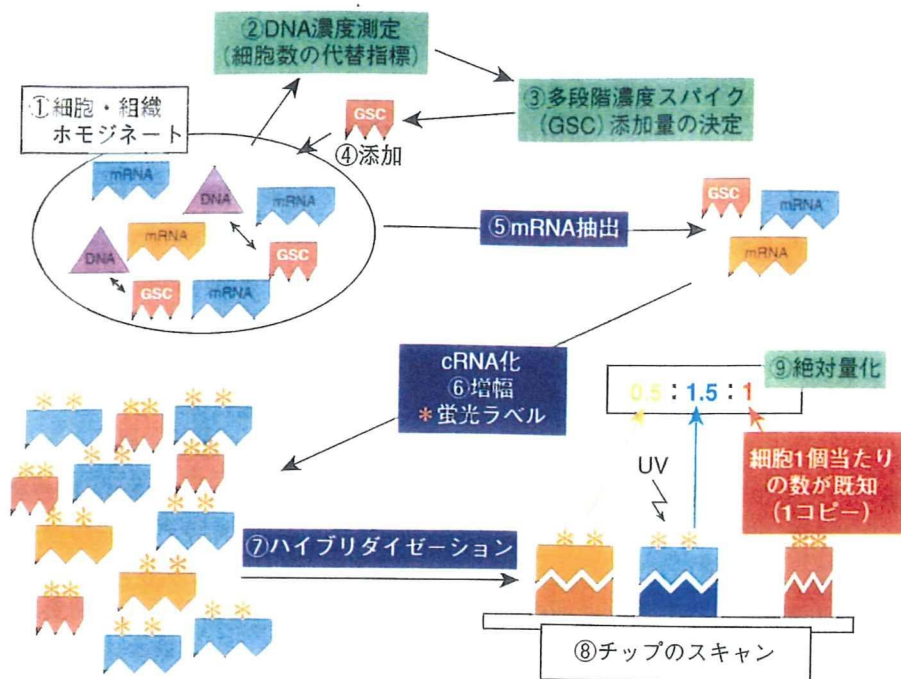 ②DNA濃度測定
(細胞数の代替指標)
①細胞・組織
ホモジネート
GSC
④添加
③多段階濃度スパイク
(GSC)添加量の決定
mRNA
DNA
mRNA
mRNA
DNA
GSC
GSC
mRNA
⑤mRNA抽出
GSC
mRNA
mRNA
cRNA化
⑥増幅
*蛍光ラベル
⑨絶対量化
0.5:1.5:1
UV
細胞1個当たり
の数が既知
(1コピー)
⑦ハイブリダイゼーション
⑧チップのスキャン